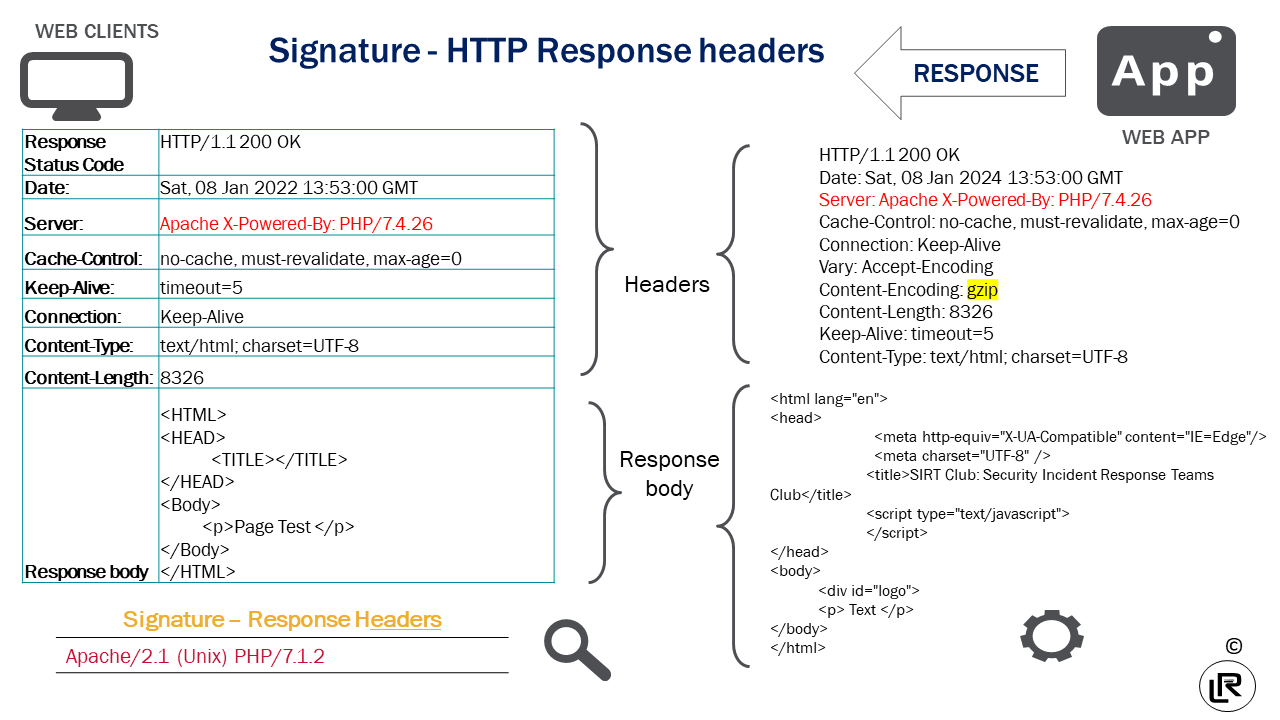 WEB CLIENTS
Signature - HTTP Response headers
RESPONSE
App
WEB APP
Response Status Code HTTP/1.1 200 OK
Date: Sat, 08 Jan 2022 13:53:00 GMT
Server: Apache X-Powered-By: PHP/7.4.26
Cache-Control: no-cache, must-revalidate, max-age=0
Keep-Alive: timeout=5
Connection: Keep-Alive
Content-Type: text/html; charset=UTF-8
Content-Length: 8326
<HTML>
<HEAD>
<TITLE></TITLE>
</HEAD>
<Body>
<p>Page Test </p>
</Body>
Response body </HTML>
Headers
Response
body
HTTP/1.1 200 OK
Date: Sat, 08 Jan 2024 13:53:00 GMT
Server: Apache X-Powered-By: PHP/7.4.26
Cache-Control: no-cache, must-revalidate, max-age=0
Connection: Keep-Alive
Vary: Accept-Encoding
Content-Encoding: gzip
Content-Length: 8326
Keep-Alive: timeout=5
Content-Type: text/html; charset=UTF-8
<html lang="en">
<head>
<meta http-equiv="X-UA-Compatible" content="IE=Edge"/>
<meta charset="UTF-8" />
<title>SIRT Club: Security Incident Response Teams
Club</title>
<script type="text/javascript">
</script>
</head>
<body>
<div id="logo">
<p> Text </p>
</body>
</html>
Signature – Response Headers
Apache/2.1 (Unix) PHP/7.1.2
©
LR